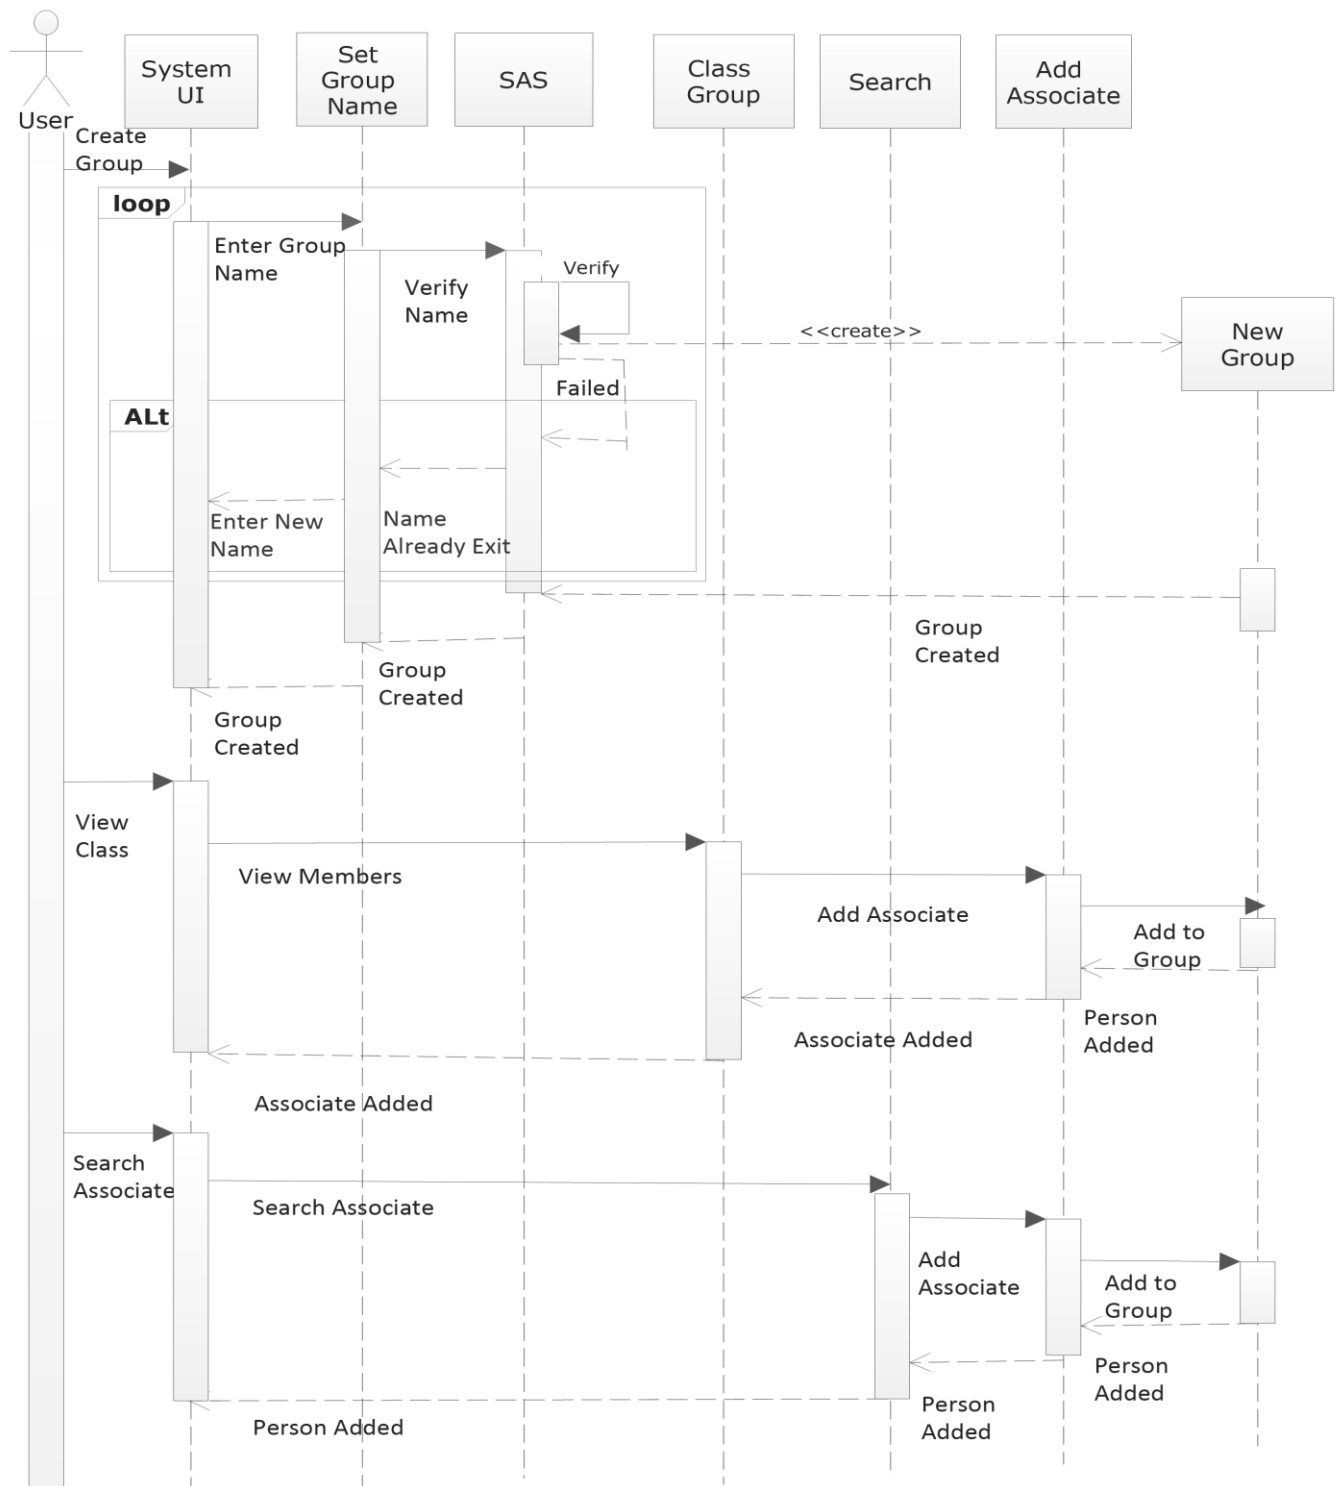 User
System
UI
Set
Group
Name
SAS
Class
Group
Search
Add
Associate
Create
Group
loop
Enter Group
Name
Verify
Name
Verify
<<create>>
New
Group
Failed
ALt
Enter New
Name
Name
Already Exit
Group
Created
Group
Created
Group
Created
View
Class
View Members
Add Associate
Add to
Group
Person
Added
Associate Added
Associate Added
Search
Associate
Search Associate
Add
Associate
Add to
Group
Person
Added
Person
Added
Person Added